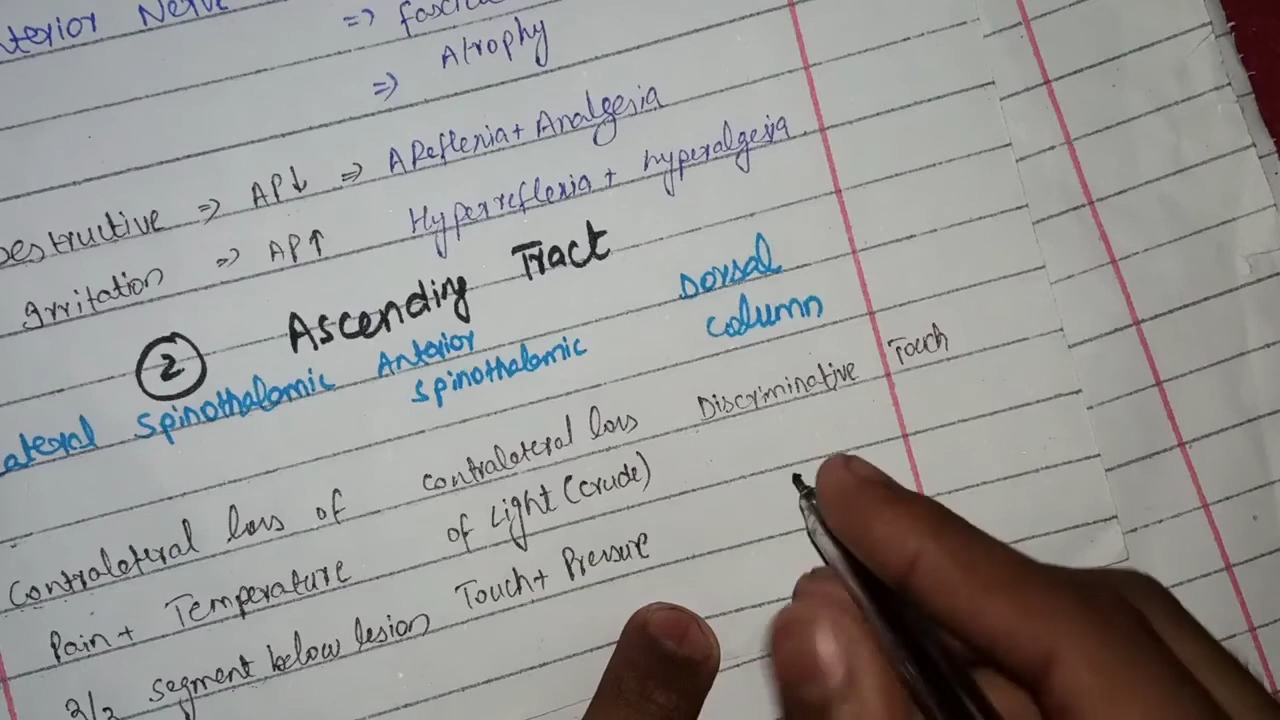 Nerve => 
=> Atrophy
Destructive => AP↓ => AReflexia + Analgesia
Irritation => AP↑ Hyperreflexia + hyperalgesia
② Ascending Tract
Lateral Spinothalamic Anterior Spinothalamic Dorsal column
Contralateral loss of Contralateral loss Discriminative Touch
Pain + Temperature of Light (crude)
segment below lesion Touch + Pressure